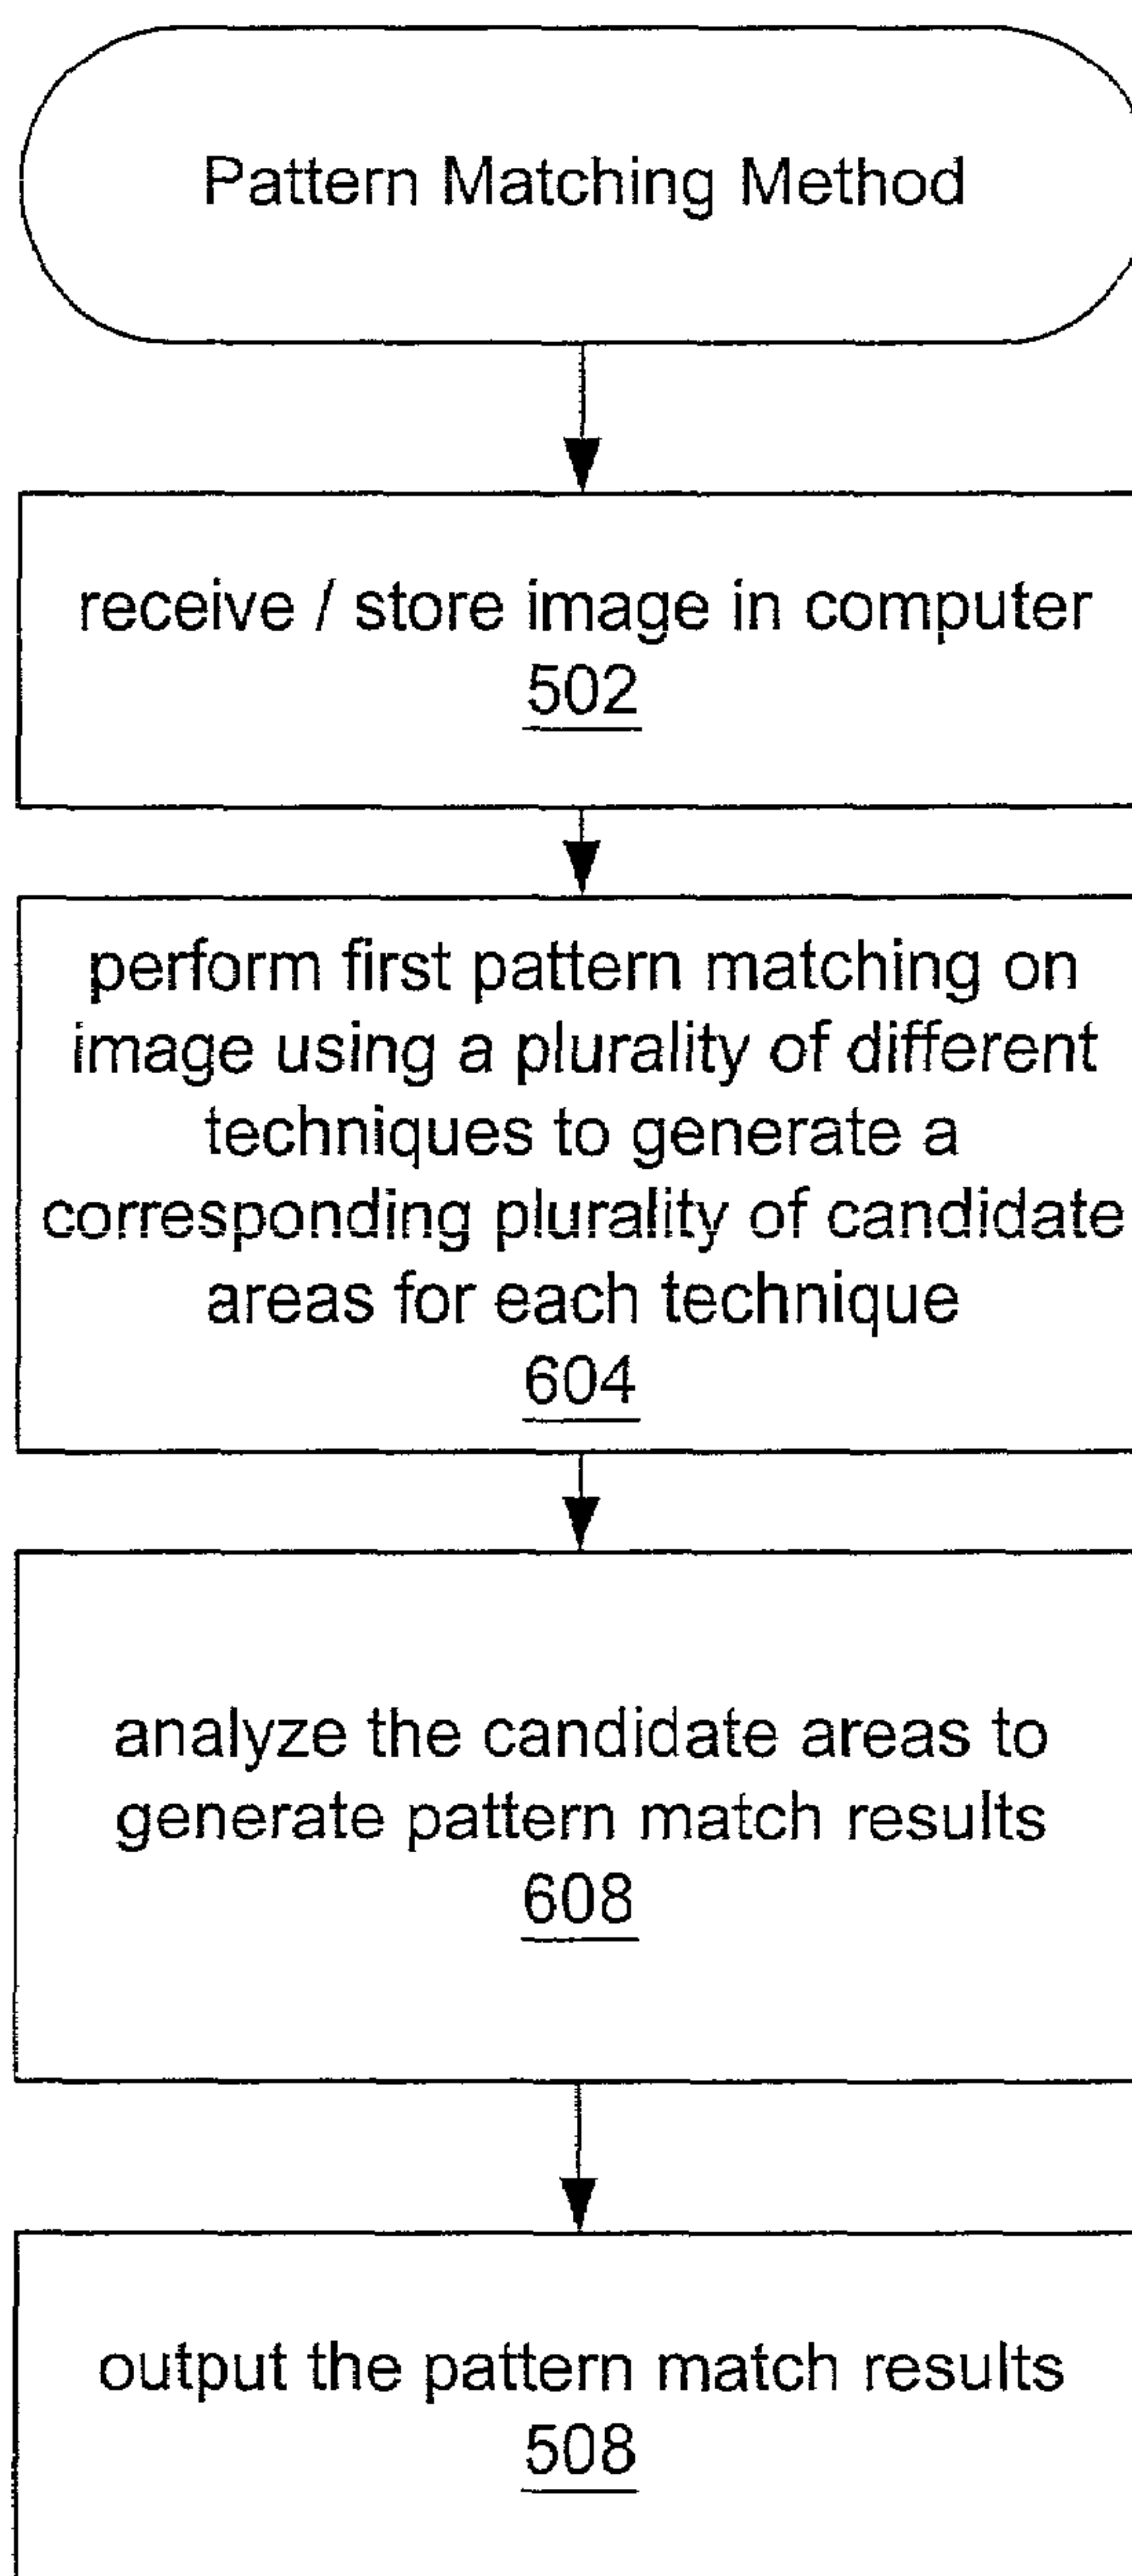 Pattern Matching Method
receive / store image in computer
502
perform first pattern matching on
image using a plurality of different
techniques to generate a
corresponding plurality of candidate
areas for each technique
604
analyze the candidate areas to
generate pattern match results
608
output the pattern match results
508